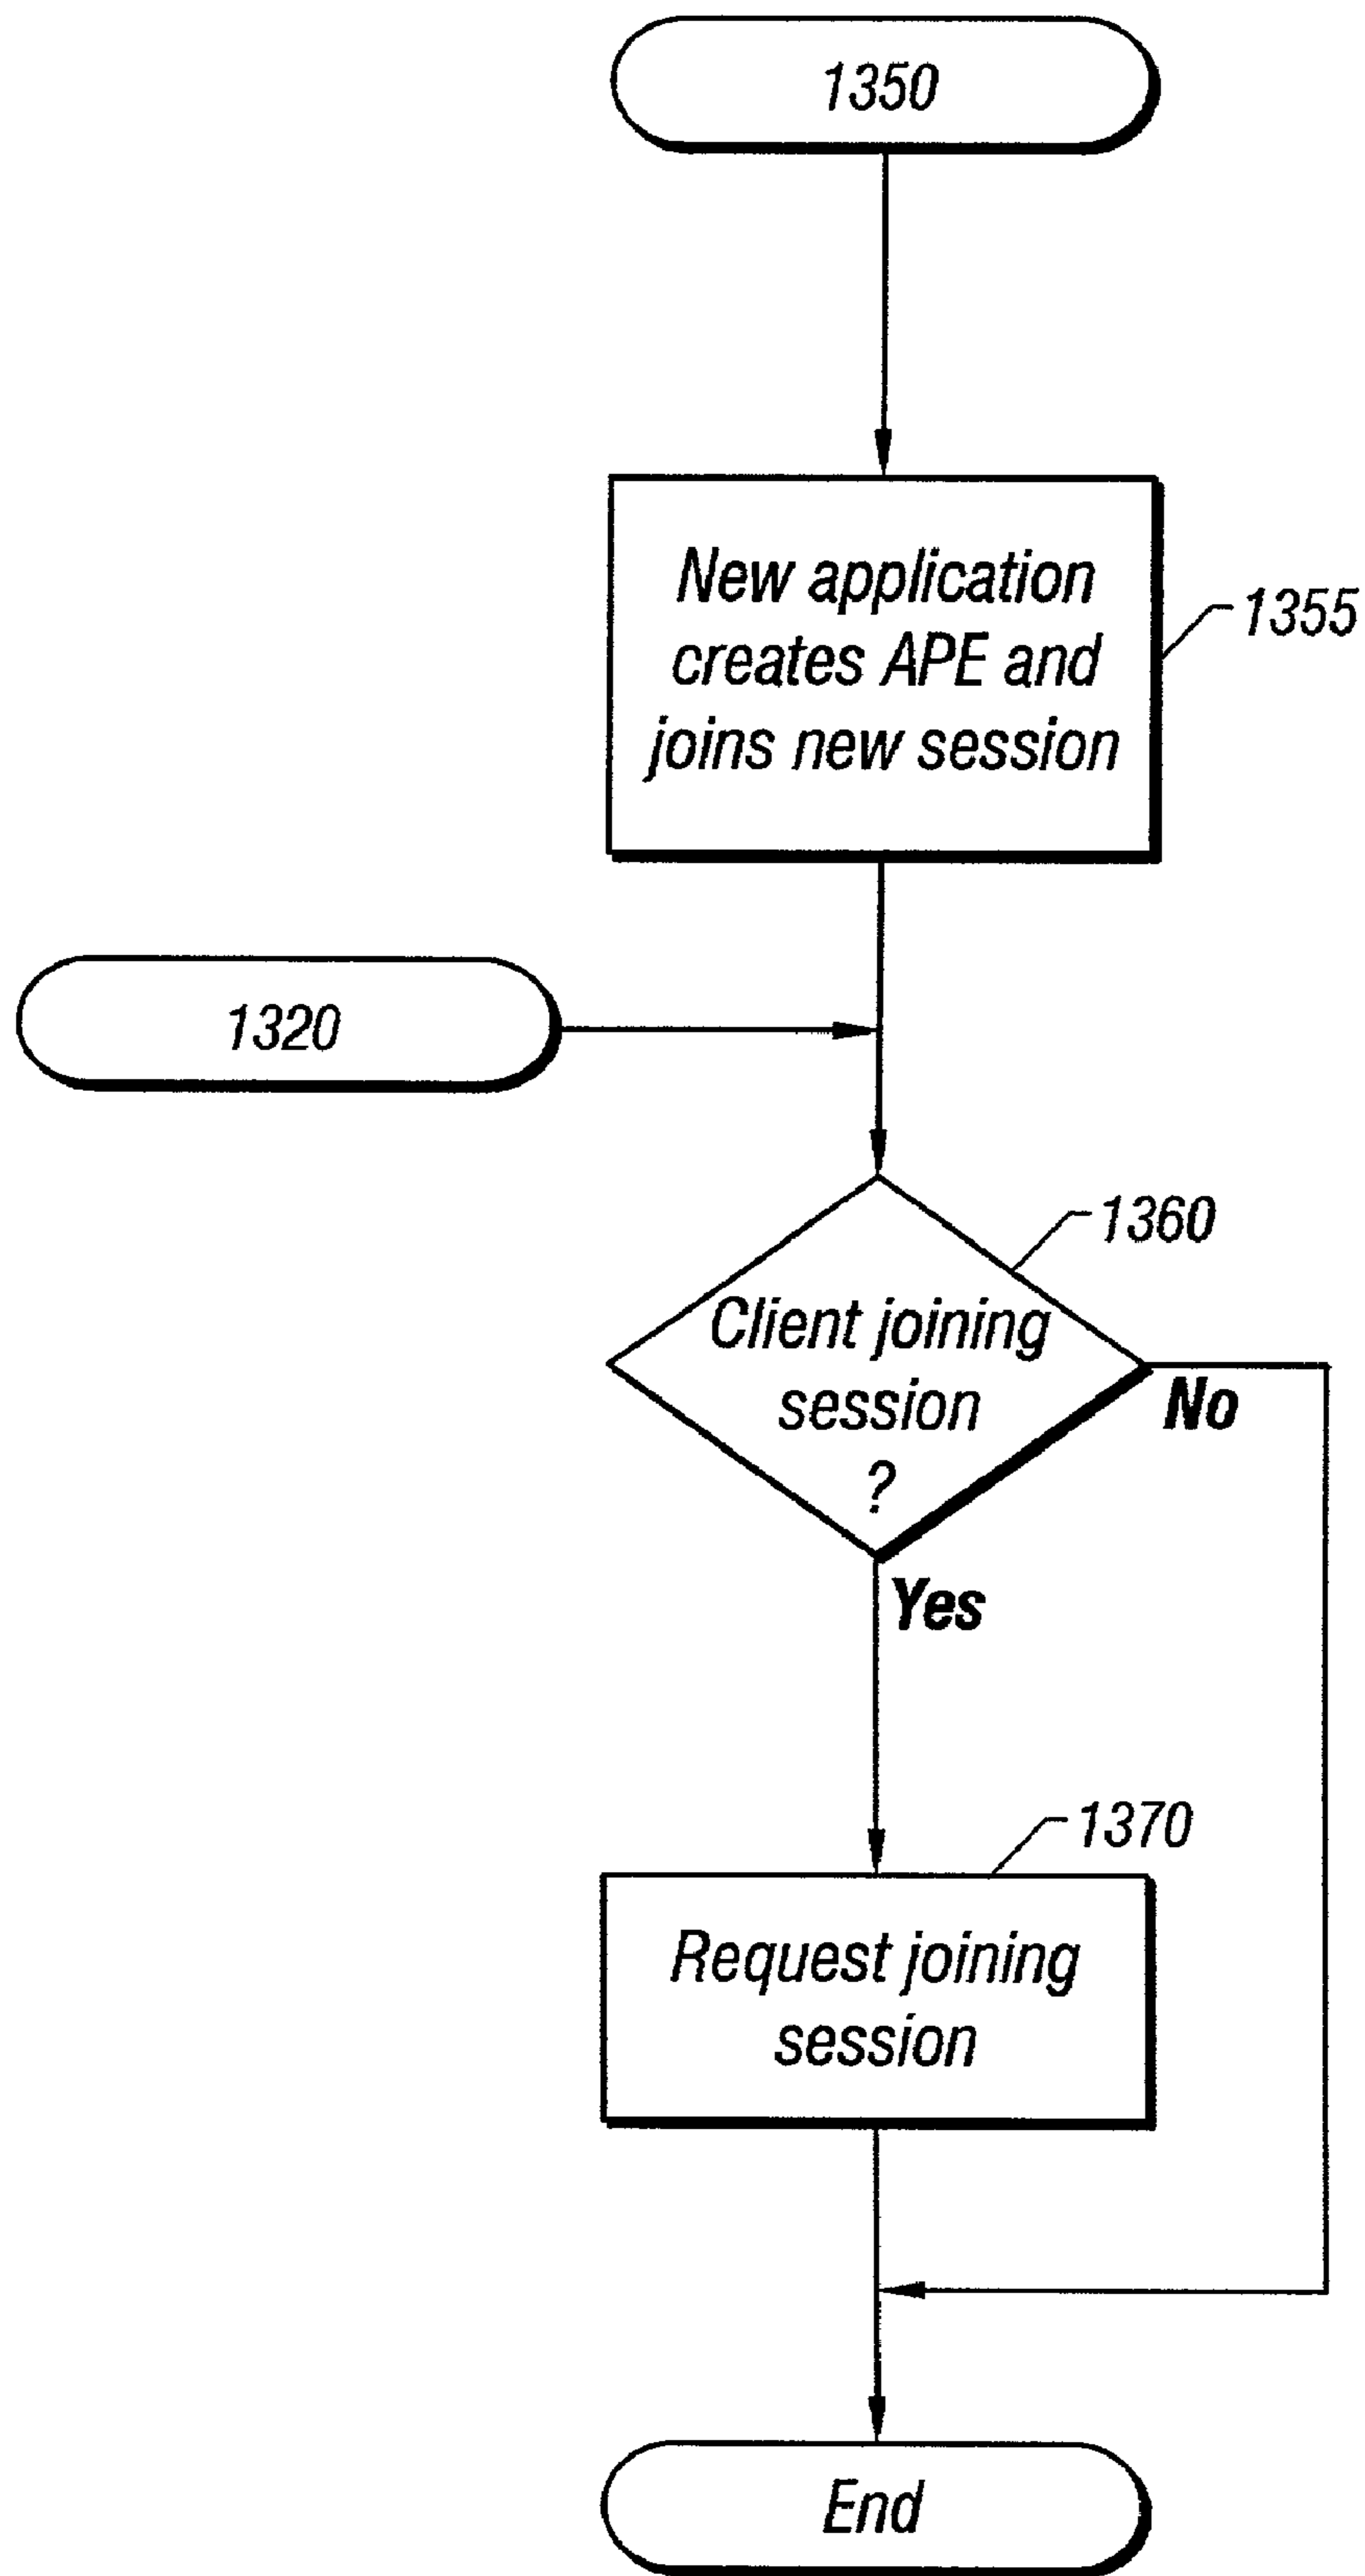 1350
New application
creates APE and
joins new session
1355
1320
1360
Client joining
session
?
No
Yes
1370
Request joining
session
End